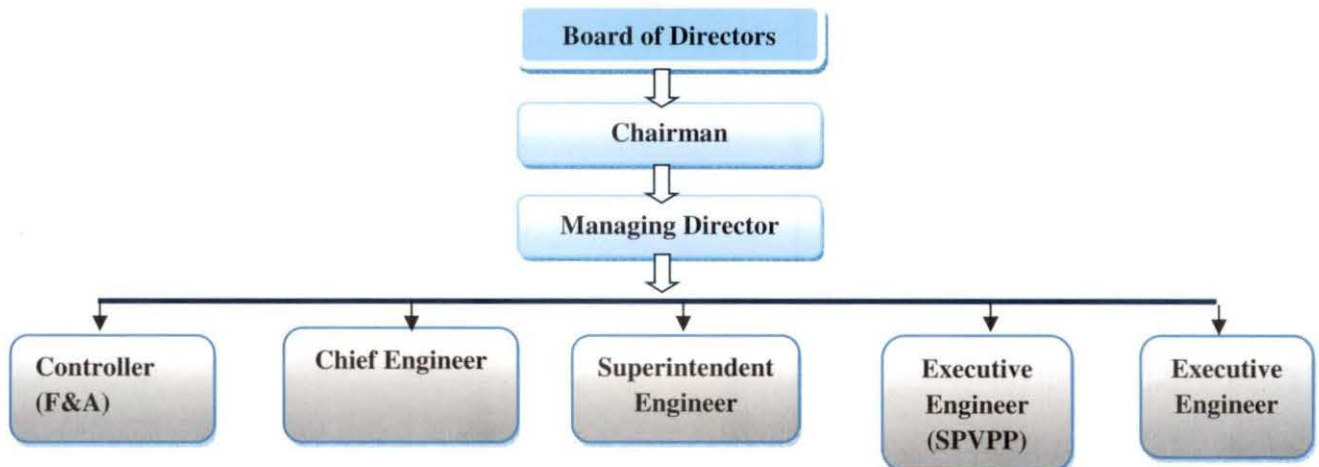 Board of Directors
Chairman
Managing Director
Controller
(F&A)
Chief Engineer
Superintendent
Engineer
Executive
Engineer
(SPVPP)
Executive
Engineer